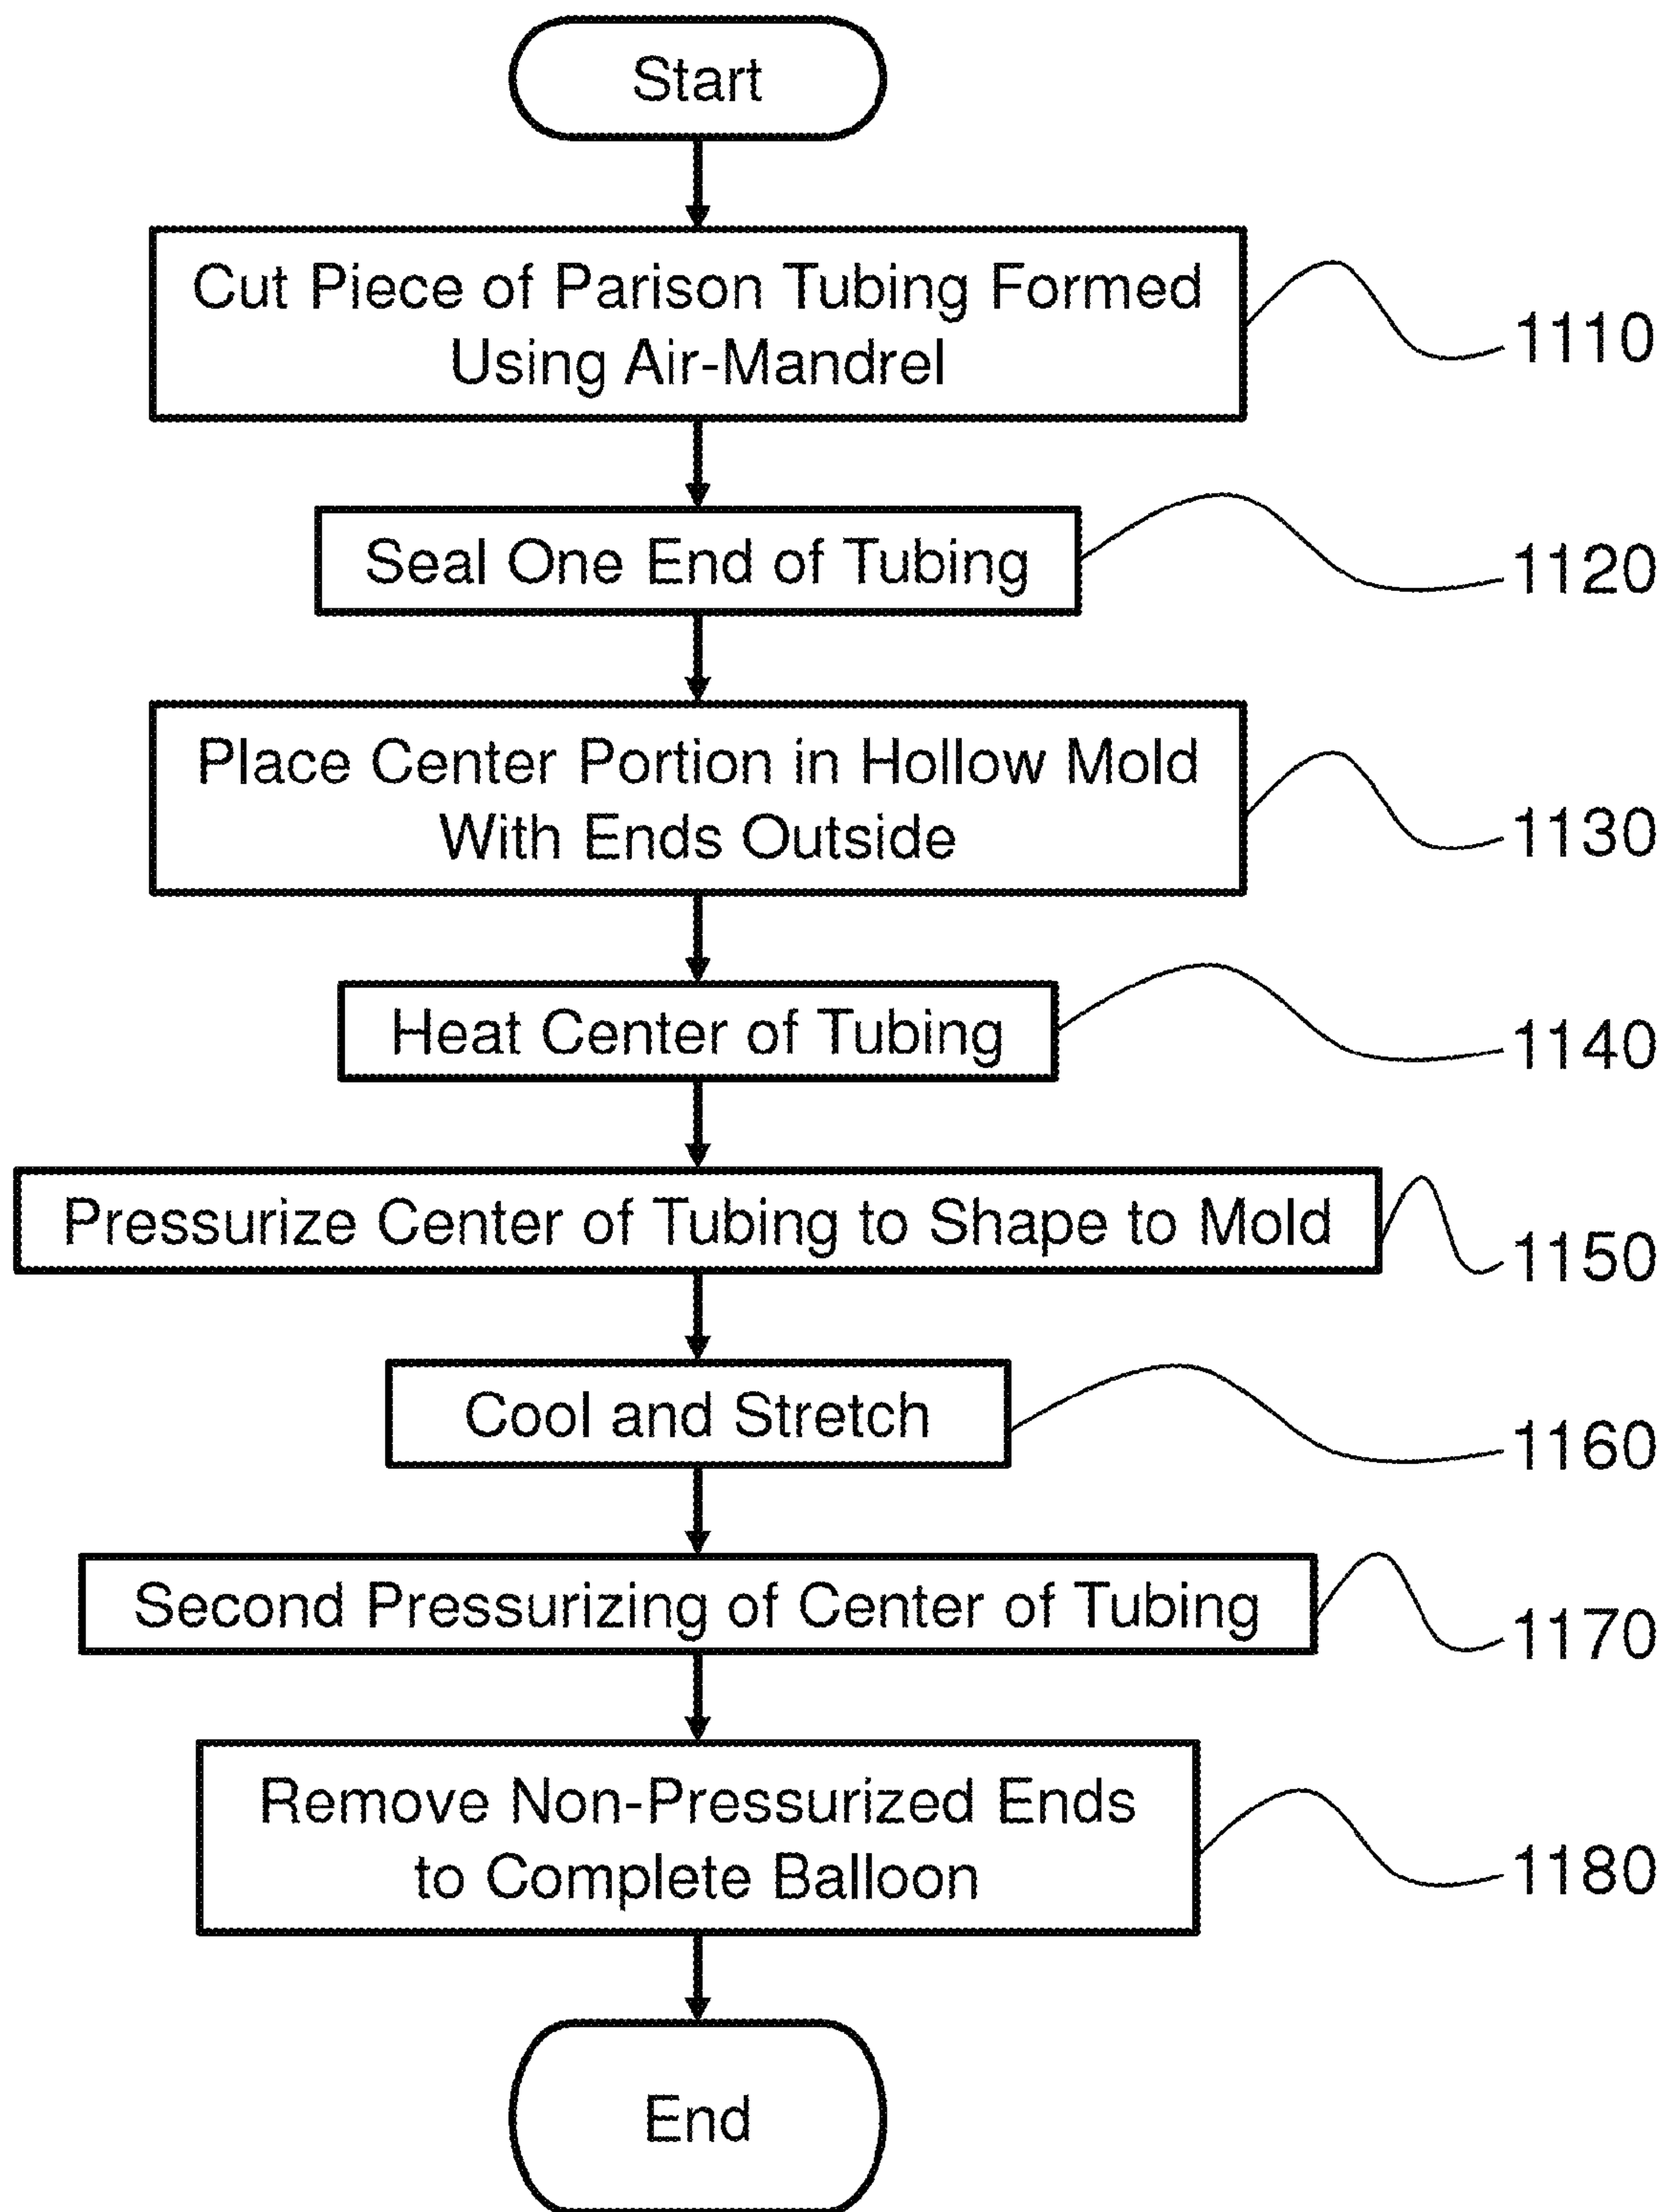 Start
Cut Piece of Parison Tubing Formed
Using Air-Mandrel
1110
Seal One End of Tubing
1120
Place Center Portion in Hollow Mold
With Ends Outside
1130
Heat Center of Tubing
1140
Pressurize Center of Tubing to Shape to Mold
1150
Cool and Stretch
1160
Second Pressurizing of Center of Tubing
1170
Remove Non-Pressurized Ends
to Complete Balloon
1180
End